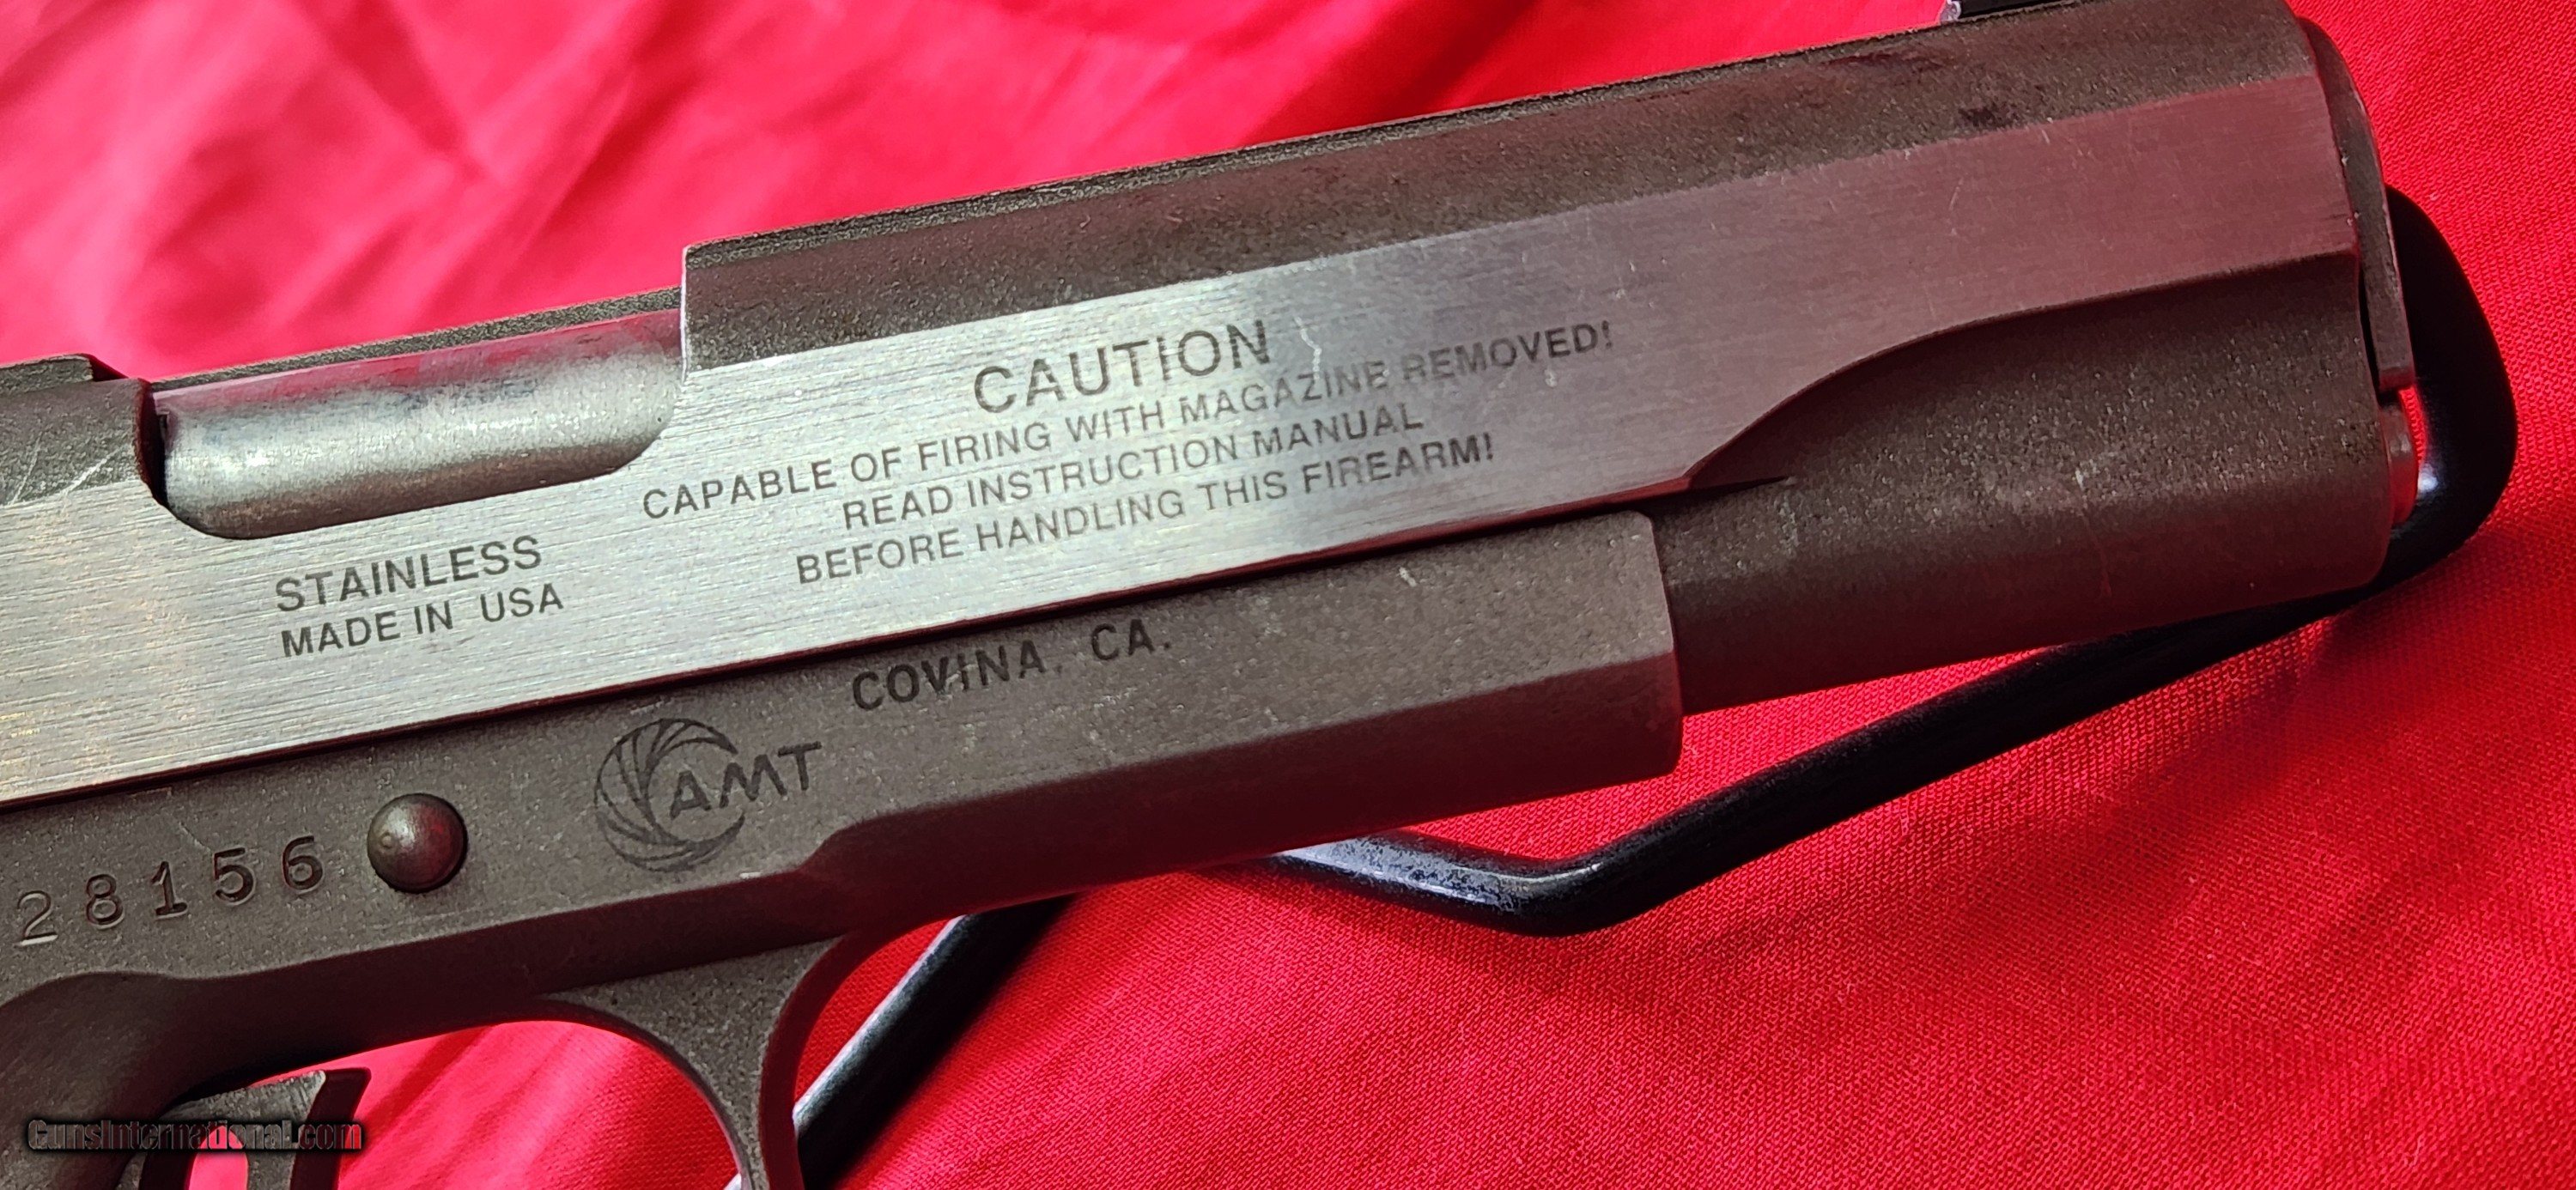 CAUTION
CAPABLE OF FIRING WITH MAGAZINE REMOVED!
READ INSTRUCTION MANUAL
BEFORE HANDLING THIS FIREARM!
STAINLESS
MADE IN USA
COVINA, CA.
AMT
28156
GunsInternational.com